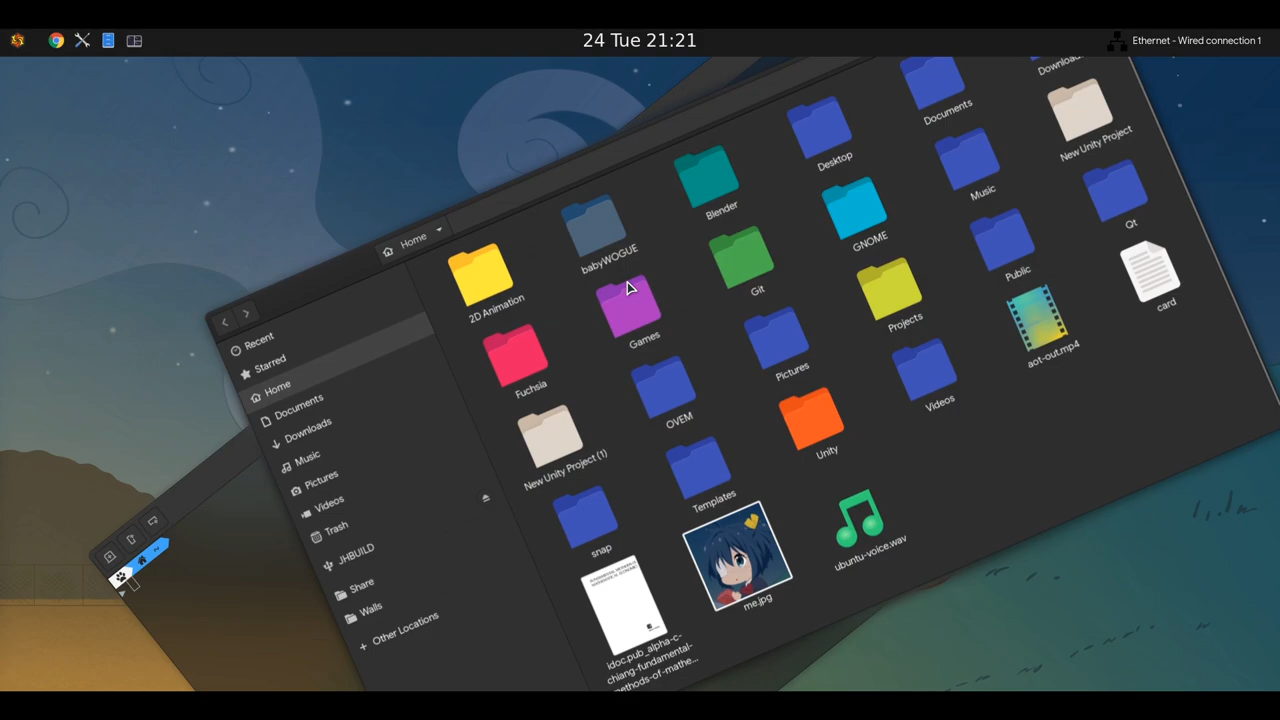 24 Tue 21:21
Ethernet - Wired connection 1
Home
Recent
Starred
Home
Documents
Downloads
Music
Pictures
Videos
Trash
JHBUILD
Share
Walls
Other Locations
2D Animation
babyWOGUE
Blender
Desktop
Documents
Fuchsia
Games
Git
GNOME
Music
New Unity Project
New Unity Project (1)
OVEM
Pictures
Projects
Public
Qt
snap
Templates
Unity
Videos
aot-out.mp4
card
idoc.pub_alpha-c-
chiang-fundamental-
methods-of-mathe...
me.jpg
ubuntu-voice.wav